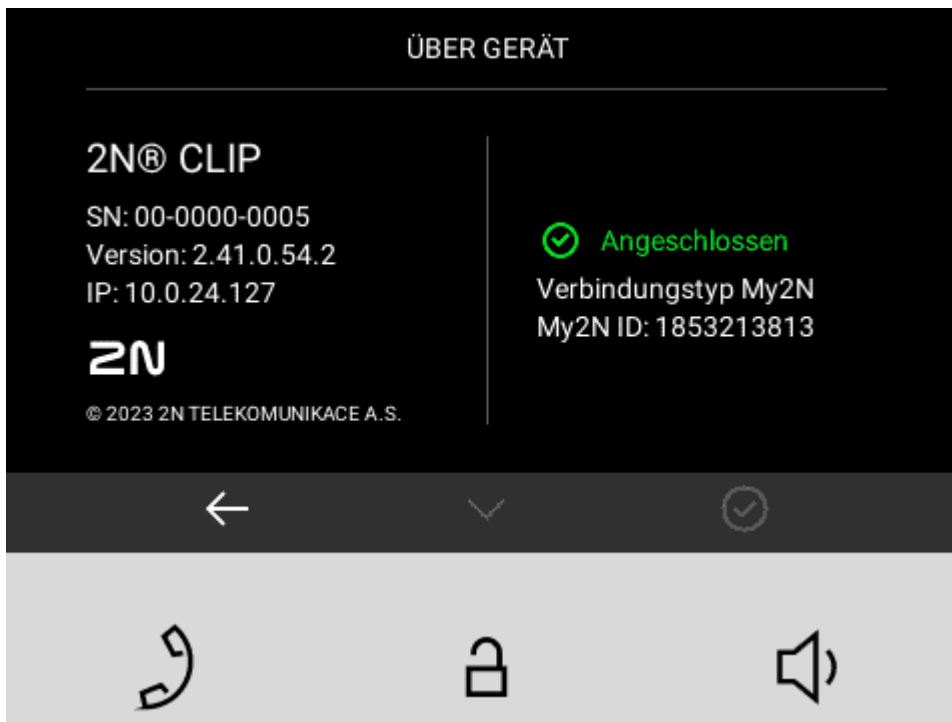 ÜBER GERÄT
2N® CLIP
SN: 00-0000-0005
Version: 2.41.0.54.2
IP: 10.0.24.127
2N
© 2023 2N TELEKOMUNIKACE A.S.
Angeschlossen
Verbindungstyp My2N
My2N ID: 1853213813